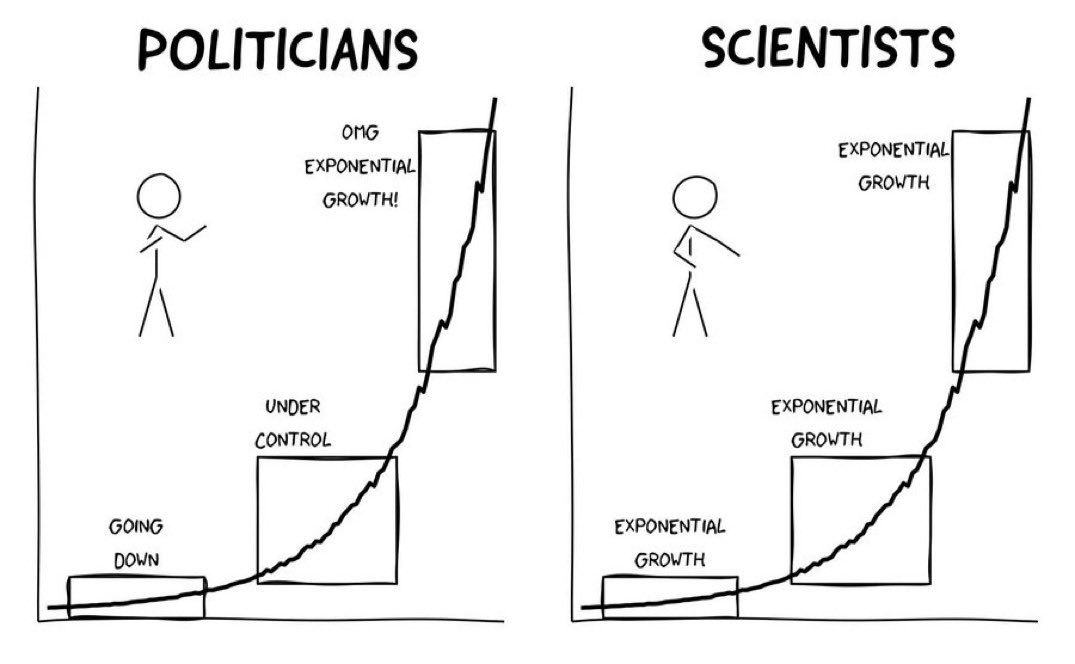 POLITICIANS
OMG
EXPONENTIAL
GROWTH!
UNDER
CONTROL
GOING
DOWN
SCIENTISTS
EXPONENTIAL
GROWTH
EXPONENTIAL
GROWTH
EXPONENTIAL
GROWTH